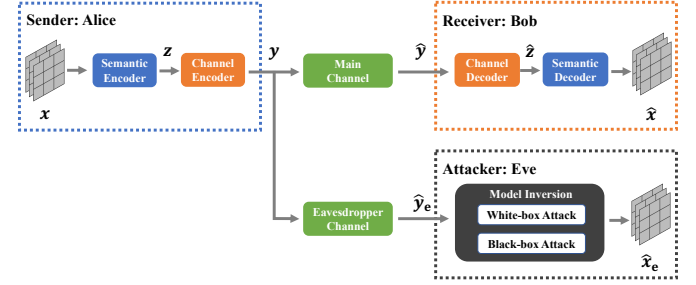 Sender: Alice
x
Semantic
Encoder
z
Channel
Encoder
y
Main
Channel
ŷ
Receiver: Bob
Channel
Decoder
ẑ
Semantic
Decoder
x̂
Eavesdropper
Channel
ŷe
Attacker: Eve
Model Inversion
White-box Attack
Black-box Attack
x̂e